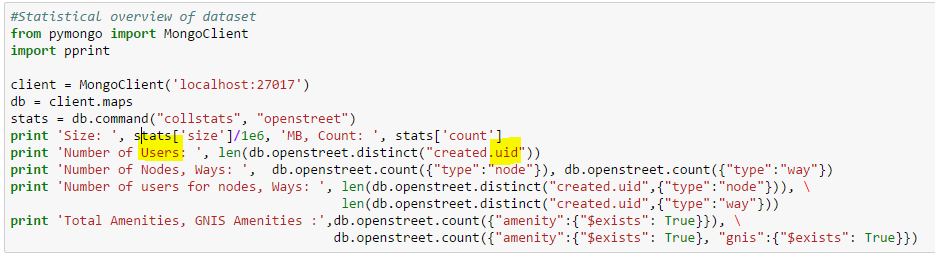 #Statistical overview of dataset
from pymongo import MongoClient
import pprint
client = MongoClient('localhost:27017')
db = client.maps
stats = db.command("collstats", "openstreet")
print 'Size: ', stats['size']/1e6, 'MB, Count: ', stats['count']
print 'Number of Users: ', len(db.openstreet.distinct("created.uid"))
print 'Number of Nodes, Ways: ',  db.openstreet.count({"type":"node"}), db.openstreet.count({"type":"way"})
print 'Number of users for nodes, Ways: ', len(db.openstreet.distinct("created.uid",{"type":"node"})), \
len(db.openstreet.distinct("created.uid",{"type":"way"}))
print 'Total Amenities, GNIS Amenities :',db.openstreet.count({"amenity":{"$exists": True}}), \
db.openstreet.count({"amenity":{"$exists": True}, "gnis":{"$exists": True}})